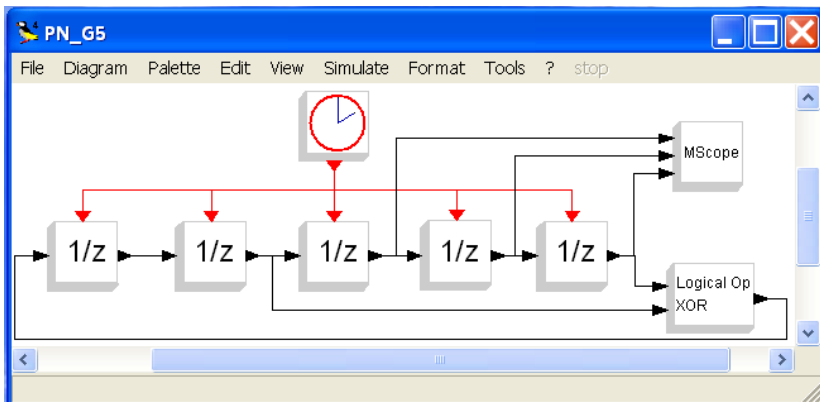 PN_G5
File Diagram Palette Edit View Simulate Format Tools ? stop
MScope
1/z 1/z 1/z 1/z 1/z
Logical Op
XOR